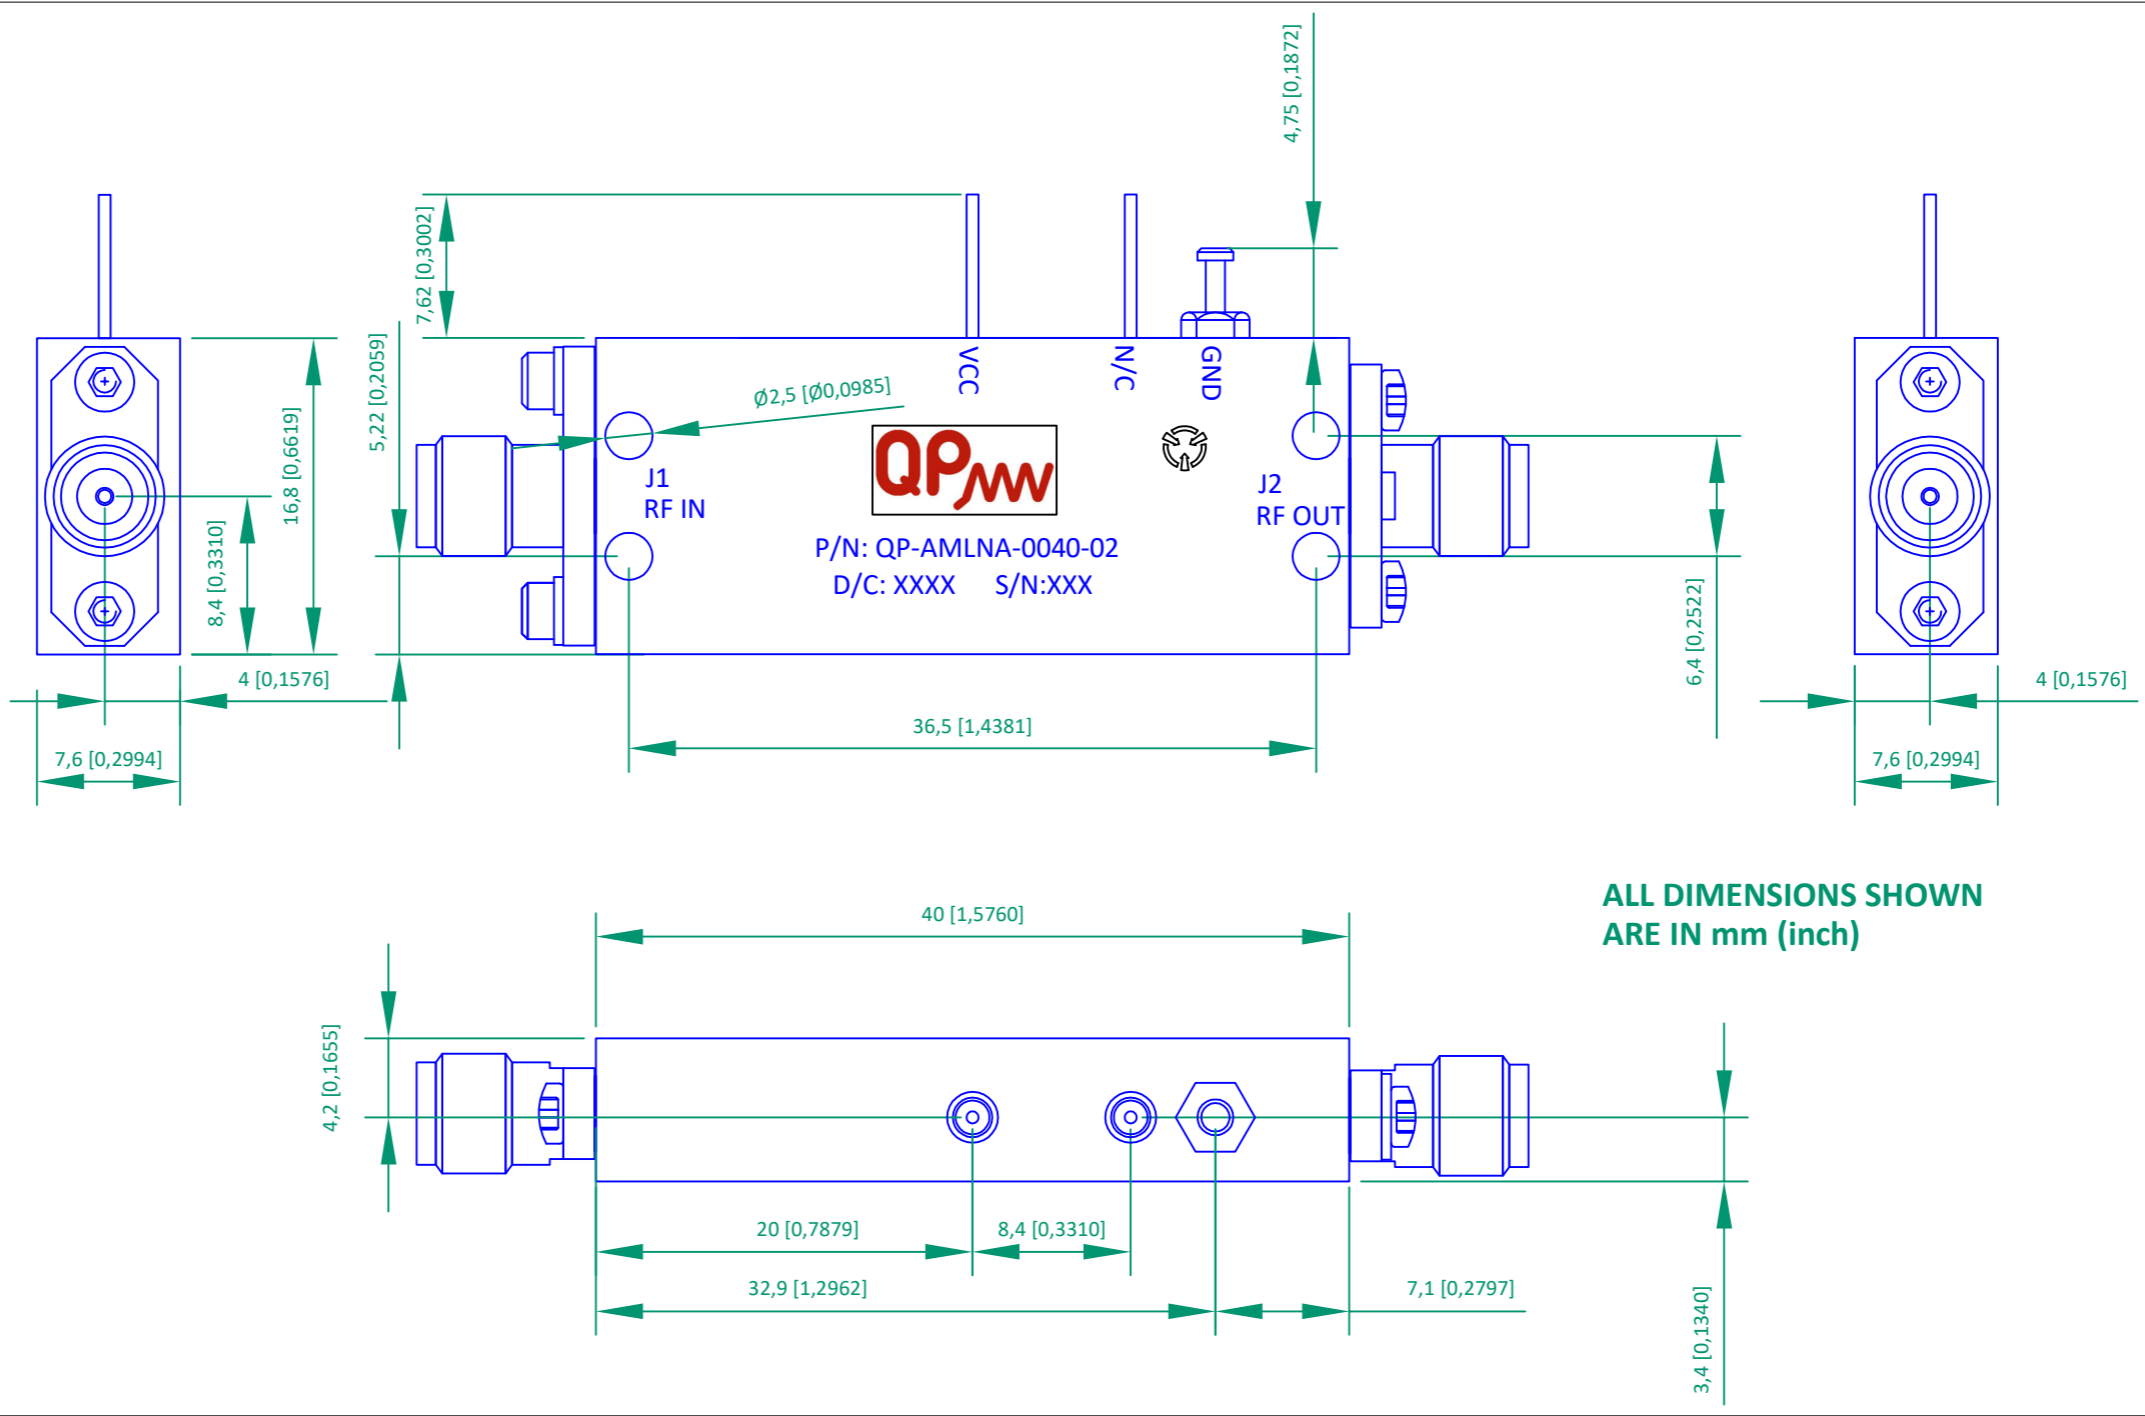 4,75 [0,1872]
7,62 [0,3002]
5,22 [0,2059]
16,8 [0,6619]
8,4 [0,3310]
4 [0,1576]
7,6 [0,2994]
VCC
N/C
GND
Ø2,5 [Ø0,0985]
QPMW
J1
RF IN
J2
RF OUT
P/N: QP-AMLNA-0040-02
D/C: XXXX S/N:XXX
36,5 [1,4381]
6,4 [0,2522]
4 [0,1576]
7,6 [0,2994]
ALL DIMENSIONS SHOWN
ARE IN mm (inch)
40 [1,5760]
4,2 [0,1655]
20 [0,7879]
8,4 [0,3310]
32,9 [1,2962]
7,1 [0,2797]
3,4 [0,1340]